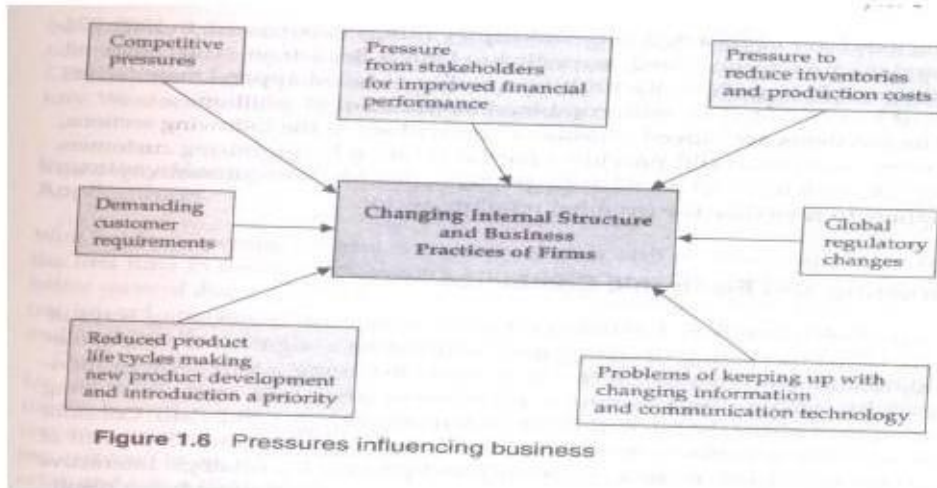 Competitive
pressures
Pressure
from stakeholders
for improved financial
performance
Pressure to
reduce inventories
and production costs
Demanding
customer
requirements
Changing Internal Structure
and Business
Practices of Firms
Global
regulatory
changes
Reduced product
life cycles making
new product development
and introduction a priority
Problems of keeping up with
changing information
and communication technology
Figure 1.6 Pressures influencing business